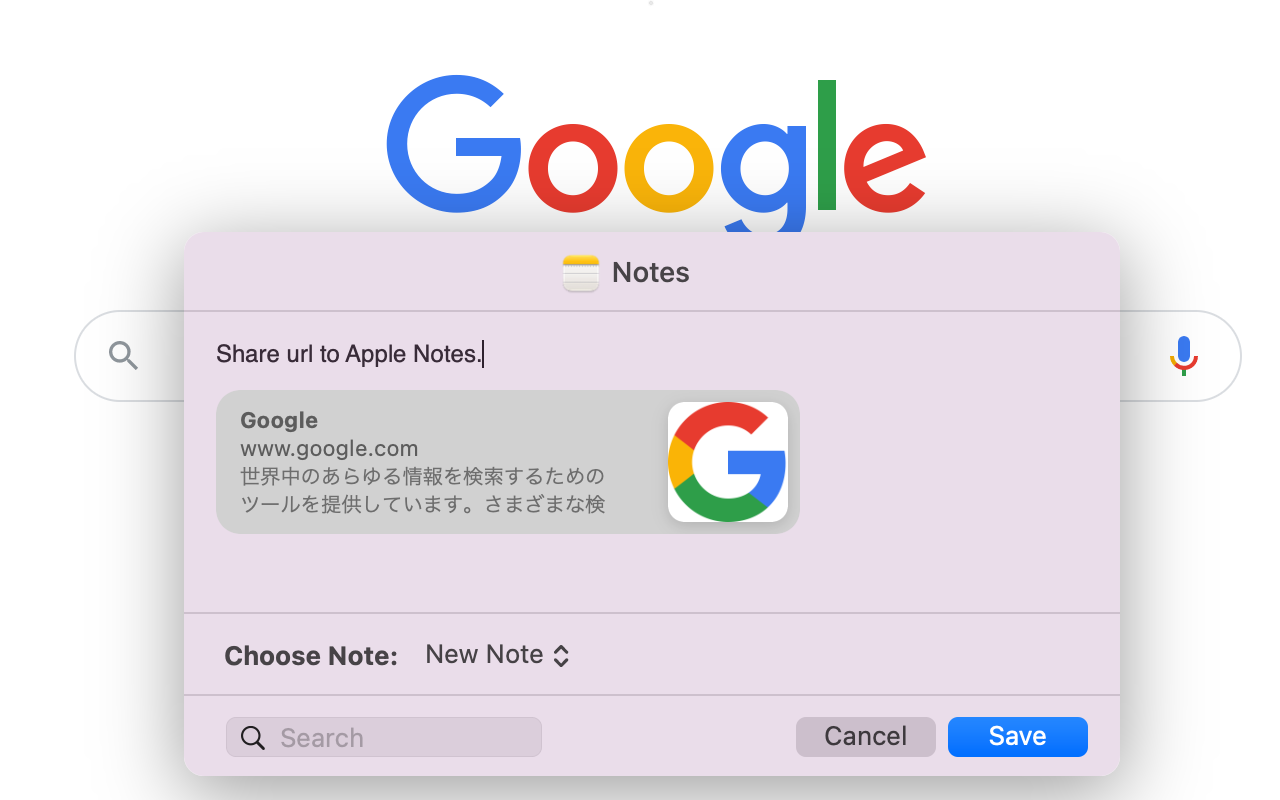 Google
Notes
Share url to Apple Notes.
Google
www.google.com
世界中のあらゆる情報を検索するための
ツールを提供しています。さまざまな検
Choose Note: New Note
Search
Cancel
Save